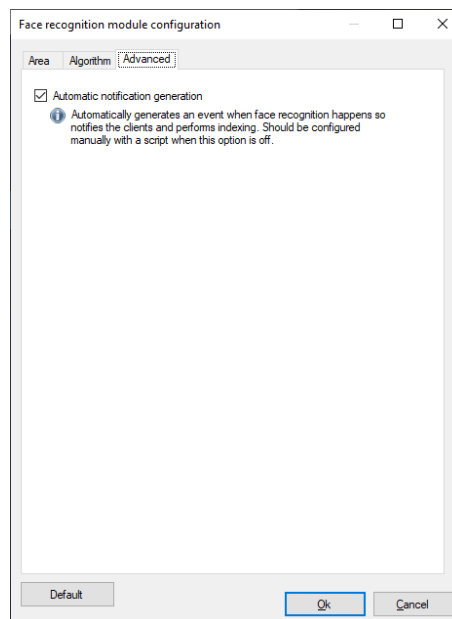 Face recognition module configuration
Area Algorithm Advanced
Automatic notification generation
Automatically generates an event when face recognition happens so
notifies the clients and performs indexing. Should be configured
manually with a script when this option is off.
Default
Ok Cancel